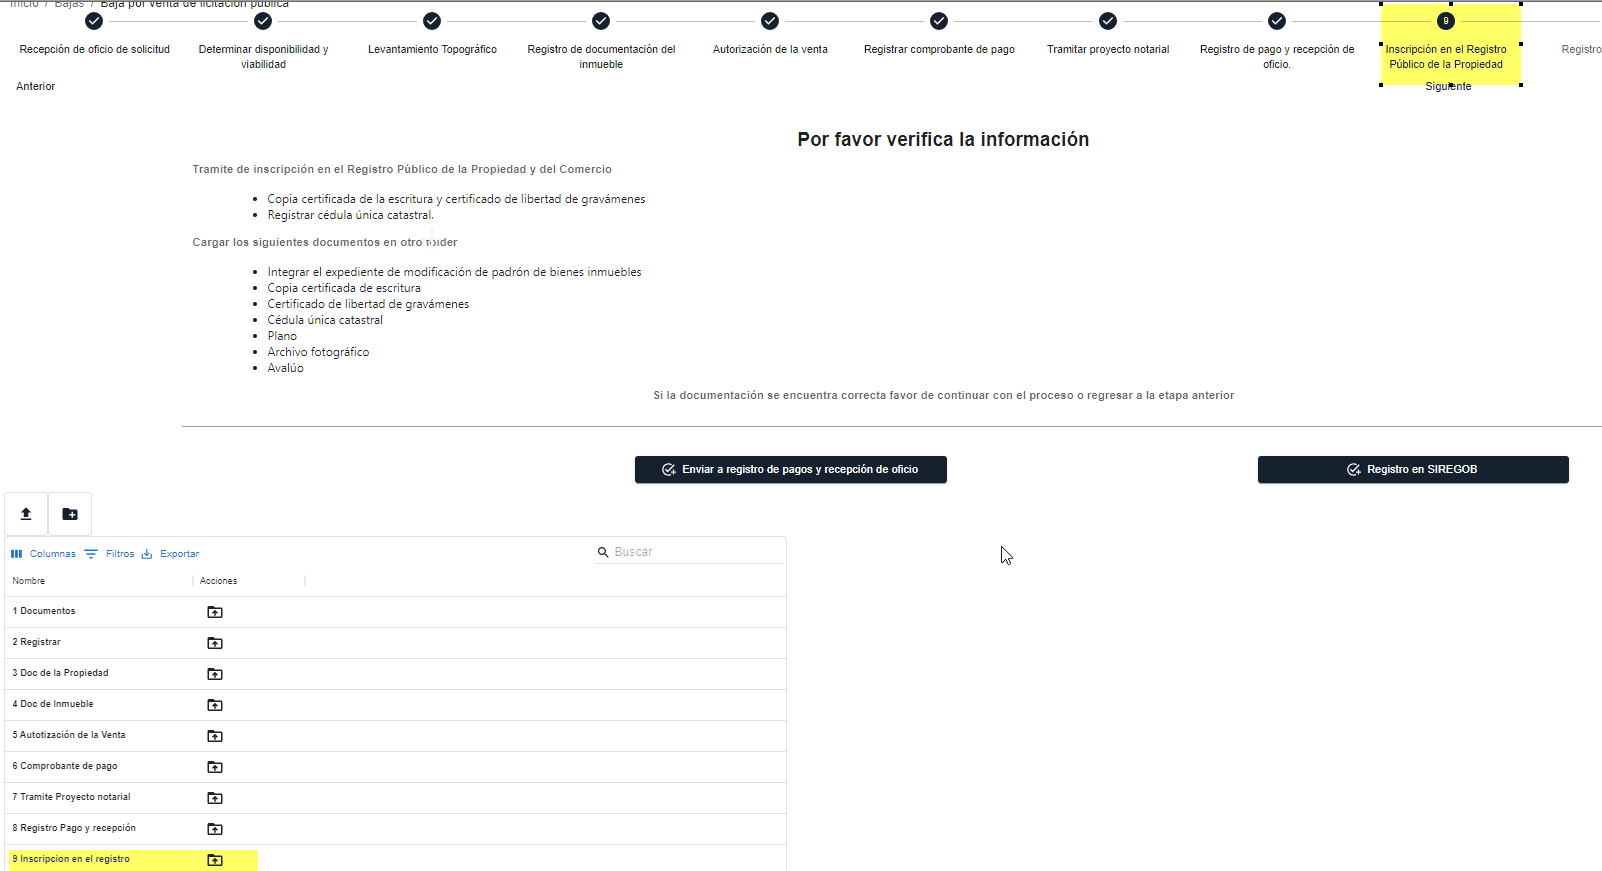 Inicio / Bajas / Baja por venta de licitación pública
9
Recepción de oficio de solicitud
Determinar disponibilidad y
viabilidad
Levantamiento Topográfico
Registro de documentación del
inmueble
Autorización de la venta
Registrar comprobante de pago
Tramitar proyecto notarial
Registro de pago y recepción de
oficio.
Inscripción en el Registro
Público de la Propiedad
Registro
Anterior
Siguiente
Por favor verifica la información
Tramite de inscripción en el Registro Público de la Propiedad y del Comercio
Copia certificada de la escritura y certificado de libertad de gravámenes
Registrar cédula única catastral.
Cargar los siguientes documentos en otro folder
Integrar el expediente de modificación de padrón de bienes inmuebles
Copia certificada de escritura
Certificado de libertad de gravámenes
Cédula única catastral
Plano
Archivo fotográfico
Avalúo
Si la documentación se encuentra correcta favor de continuar con el proceso o regresar a la etapa anterior
Enviar a registro de pagos y recepción de oficio
Registro en SIREGOB
Columnas Filtros Exportar
Buscar
Nombre Acciones
1 Documentos
2 Registrar
3 Doc de la Propiedad
4 Doc de Inmueble
5 Autotización de la Venta
6 Comprobante de pago
7 Tramite Proyecto notarial
8 Registro Pago y recepción
9 Inscripcion en el registro